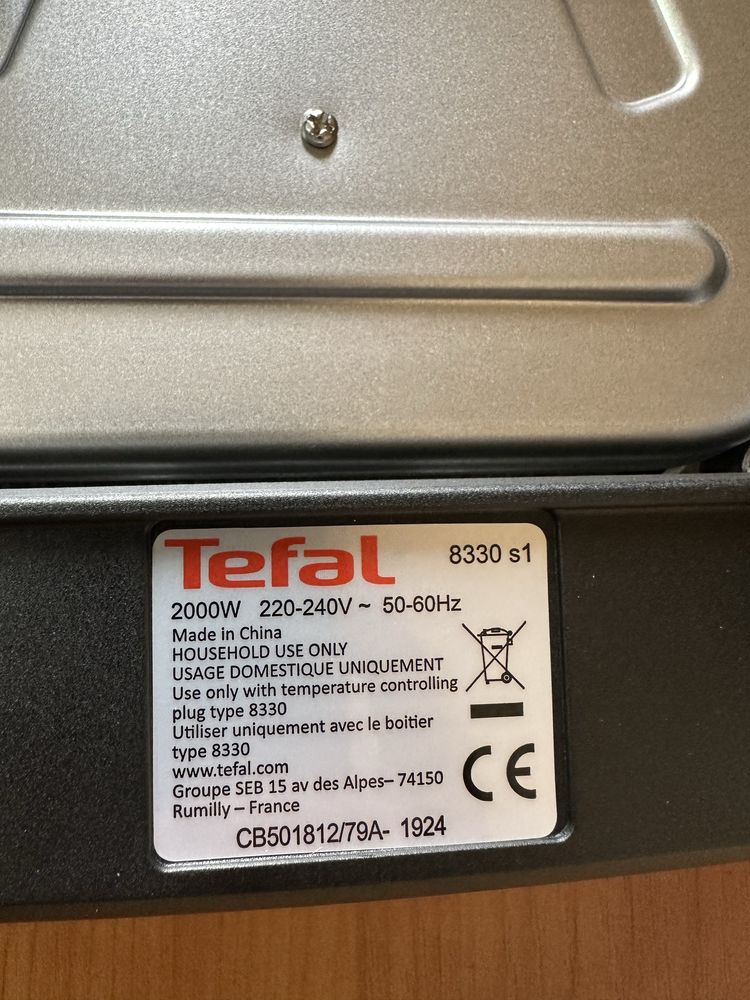 Tefal 8330 s1
2000W 220-240V ~ 50-60Hz
Made in China
HOUSEHOLD USE ONLY
USAGE DOMESTIQUE UNIQUEMENT
Use only with temperature controlling
plug type 8330
Utiliser uniquement avec le boitier
type 8330
www.tefal.com
Groupe SEB 15 av des Alpes– 74150
Rumilly – France
CE
CB501812/79A- 1924